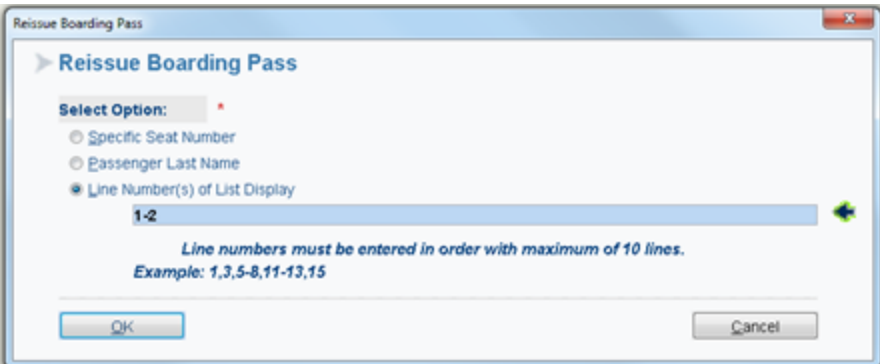 Reissue Boarding Pass
Reissue Boarding Pass
Select Option: *
Specific Seat Number
Passenger Last Name
Line Number(s) of List Display
1-2
Line numbers must be entered in order with maximum of 10 lines.
Example: 1,3,5-8,11-13,15
OK Cancel